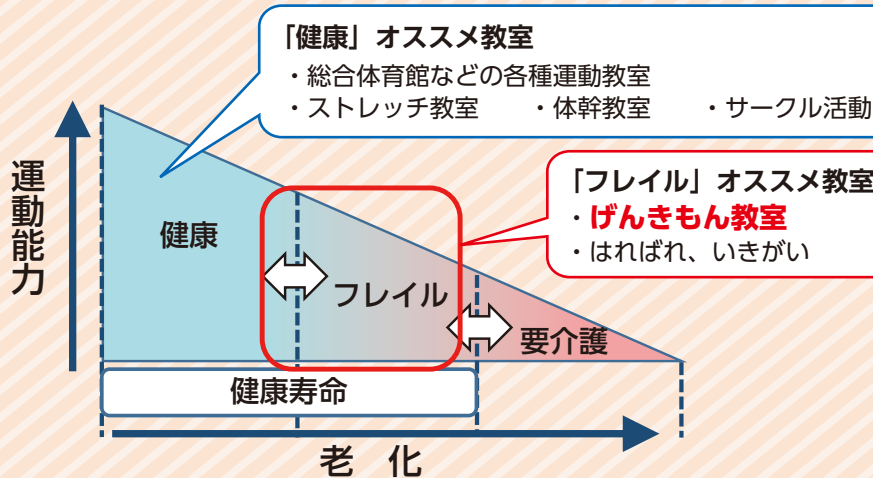 「健康」オススメ教室
・総合体育館などの各種運動教室
・ストレッチ教室　・体幹教室　・サークル活動
「フレイル」オススメ教室
・げんきもん教室
・はればれ、いきがい
運動能力
健康
フレイル
要介護
健康寿命
老　化